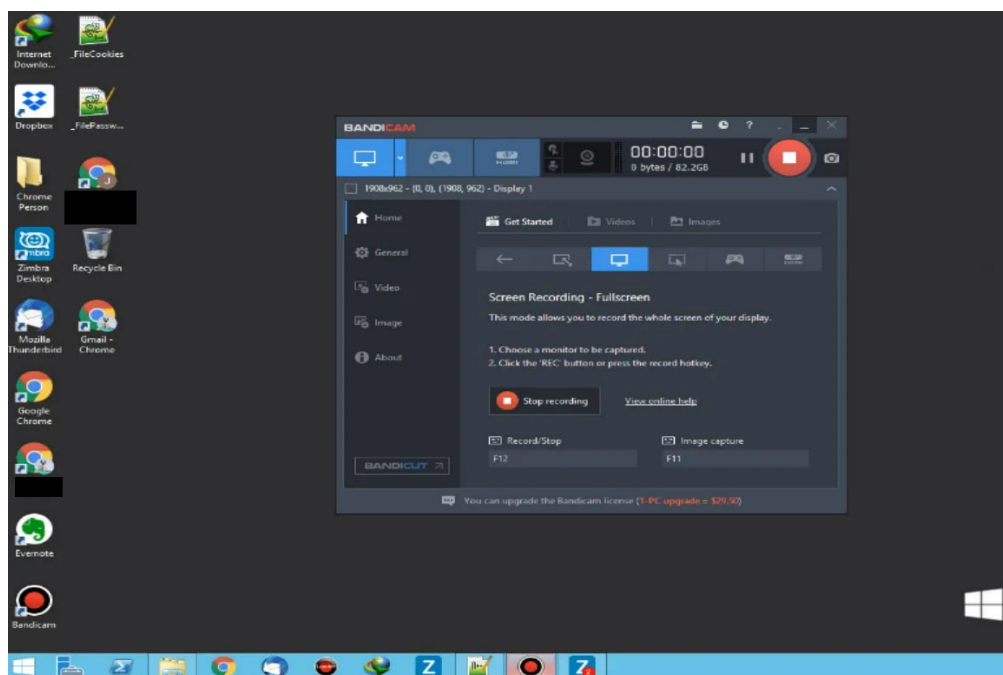 Internet
Downlo...
_FileCookies
Dropbox
_FilePassw...
Chrome
Person
Zimbra
Desktop
Recycle Bin
Mozilla
Thunderbird
Gmail -
Chrome
Google
Chrome
Evernote
Bandicam
BANDICAM
?
HDMI
00:00:00
0 bytes / 82.2GB
1908x962 - (0, 0), (1908, 962) - Display 1
Home
General
Video
Image
About
BANDICUT
Get Started
Videos
Images
Screen Recording - Fullscreen
This mode allows you to record the whole screen of your display.
1. Choose a monitor to be captured.
2. Click the 'REC' button or press the record hotkey.
Stop recording
View online help
Record/Stop
Image capture
F12
F11
You can upgrade the Bandicam license (1-PC upgrade = $29.50)